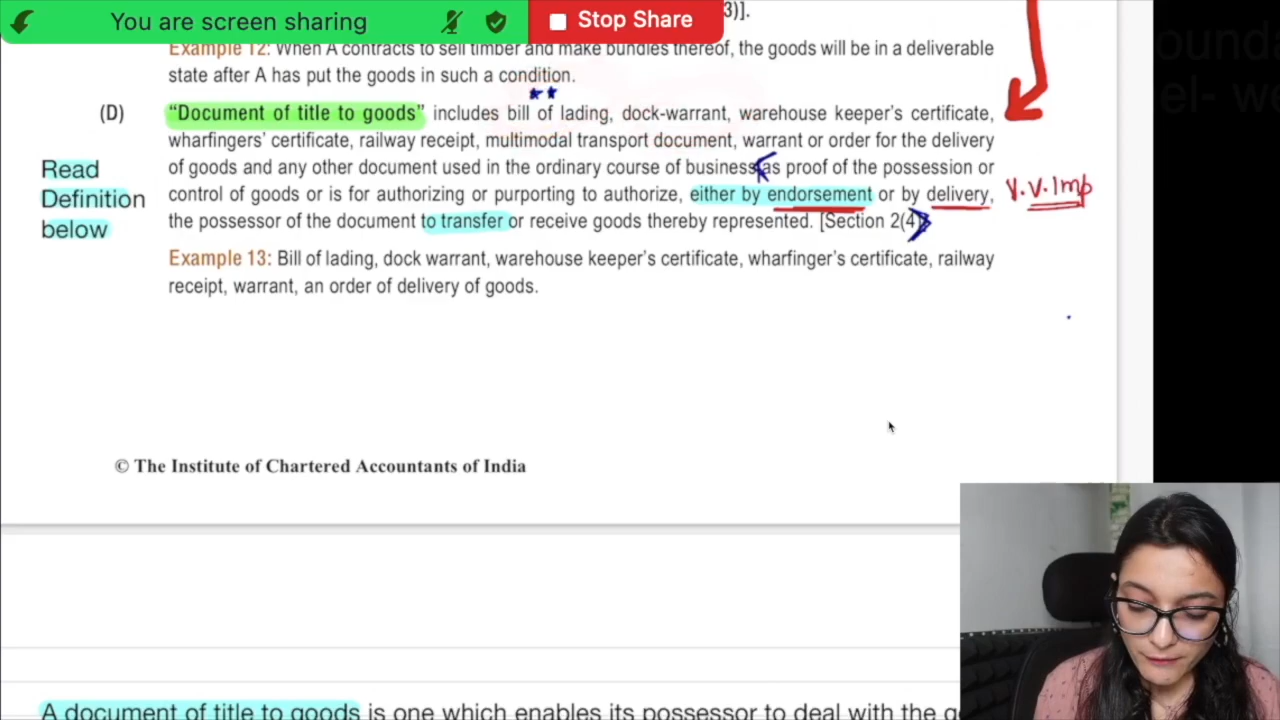 You are screen sharing
Stop Share
3)].
Example 12: When A contracts to sell timber and make bundles thereof, the goods will be in a deliverable
state after A has put the goods in such a condition.
(D) “Document of title to goods” includes bill of lading, dock-warrant, warehouse keeper’s certificate,
wharfingers’ certificate, railway receipt, multimodal transport document, warrant or order for the delivery
of goods and any other document used in the ordinary course of business as proof of the possession or
control of goods or is for authorizing or purporting to authorize, either by endorsement or by delivery,
the possessor of the document to transfer or receive goods thereby represented. [Section 2(4)]
Read
Definition
below
V.V.Imp
Example 13: Bill of lading, dock warrant, warehouse keeper’s certificate, wharfinger’s certificate, railway
receipt, warrant, an order of delivery of goods.
© The Institute of Chartered Accountants of India
A document of title to goods is one which enables its possessor to deal with the